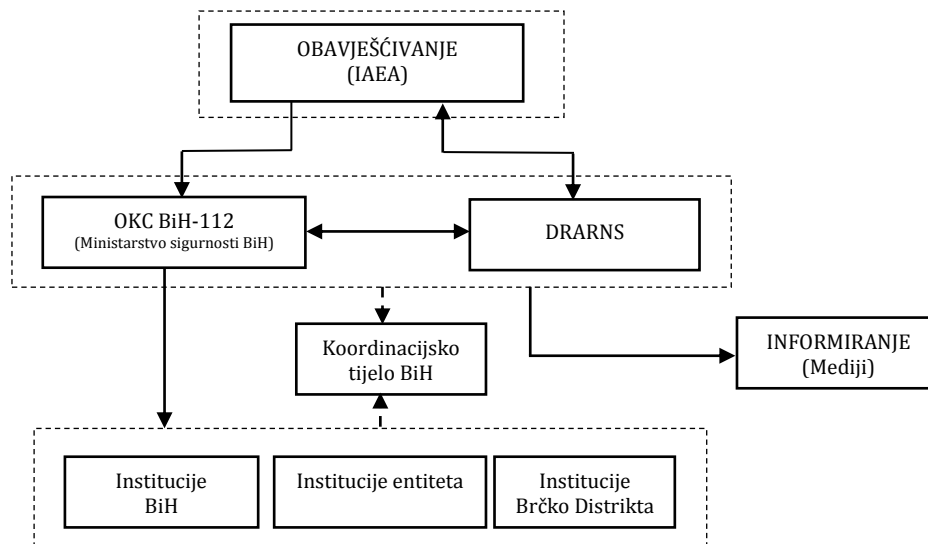 OBAVJEŠĆIVANJE
(IAEA)
OKC BiH-112
(Ministarstvo sigurnosti BiH)
DRARNS
Koordinacijsko
tijelo BiH
INFORMIRANJE
(Mediji)
Institucije
BiH
Institucije entiteta
Institucije
Brčko Distrikta